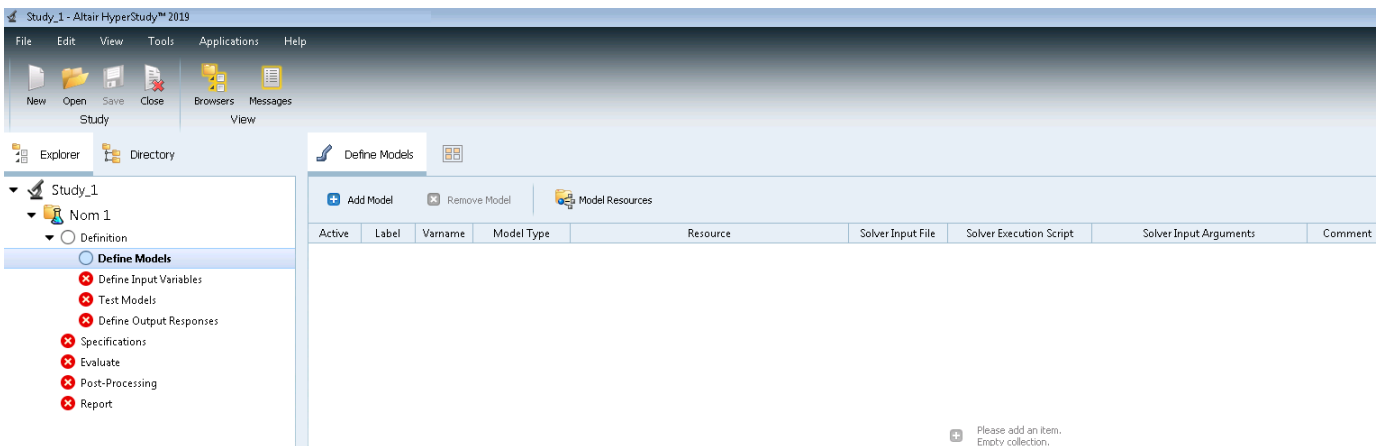 Study_1 - Altair HyperStudy™ 2019
File Edit View Tools Applications Help
New Open Save Close Browsers Messages
Study View
Explorer Directory Define Models
Study_1
Add Model Remove Model Model Resources
Nom 1
Active Label Varname Model Type Resource Solver Input File Solver Execution Script Solver Input Arguments Comment
Definition
Define Models
Define Input Variables
Test Models
Define Output Responses
Specifications
Evaluate
Post-Processing
Report
Please add an item.
Empty collection.